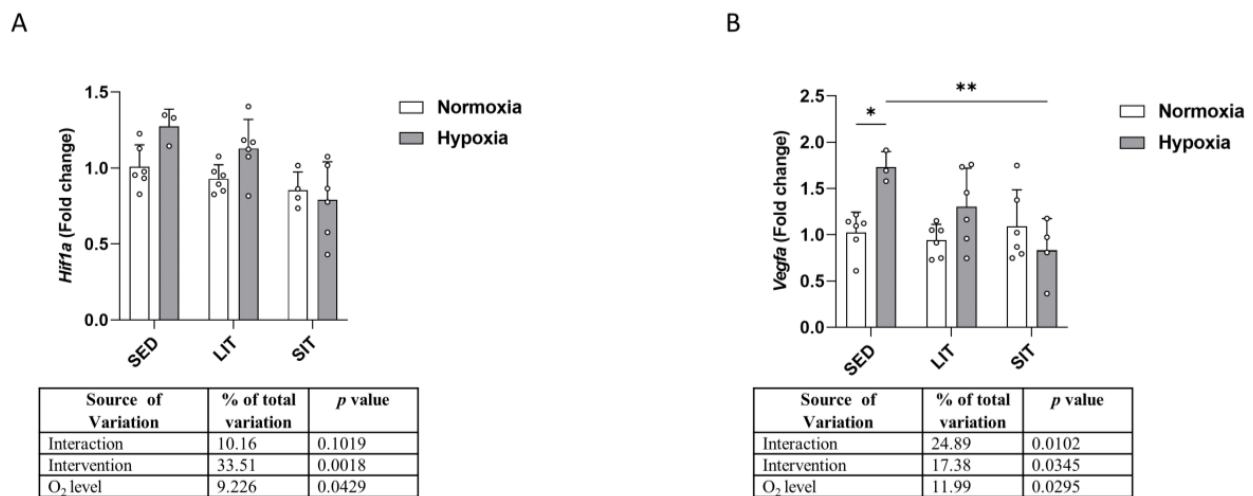 A
Hif1a (Fold change)
1.5
1.0
0.5
0.0
SED
LIT
SIT
Normoxia
Hypoxia
Source of Variation | % of total variation | p value
Interaction | 10.16 | 0.1019
Intervention | 33.51 | 0.0018
O₂ level | 9.226 | 0.0429
B
Vegfa (Fold change)
2.5
2.0
1.5
1.0
0.5
0.0
*
**
SED
LIT
SIT
Normoxia
Hypoxia
Source of Variation | % of total variation | p value
Interaction | 24.89 | 0.0102
Intervention | 17.38 | 0.0345
O₂ level | 11.99 | 0.0295